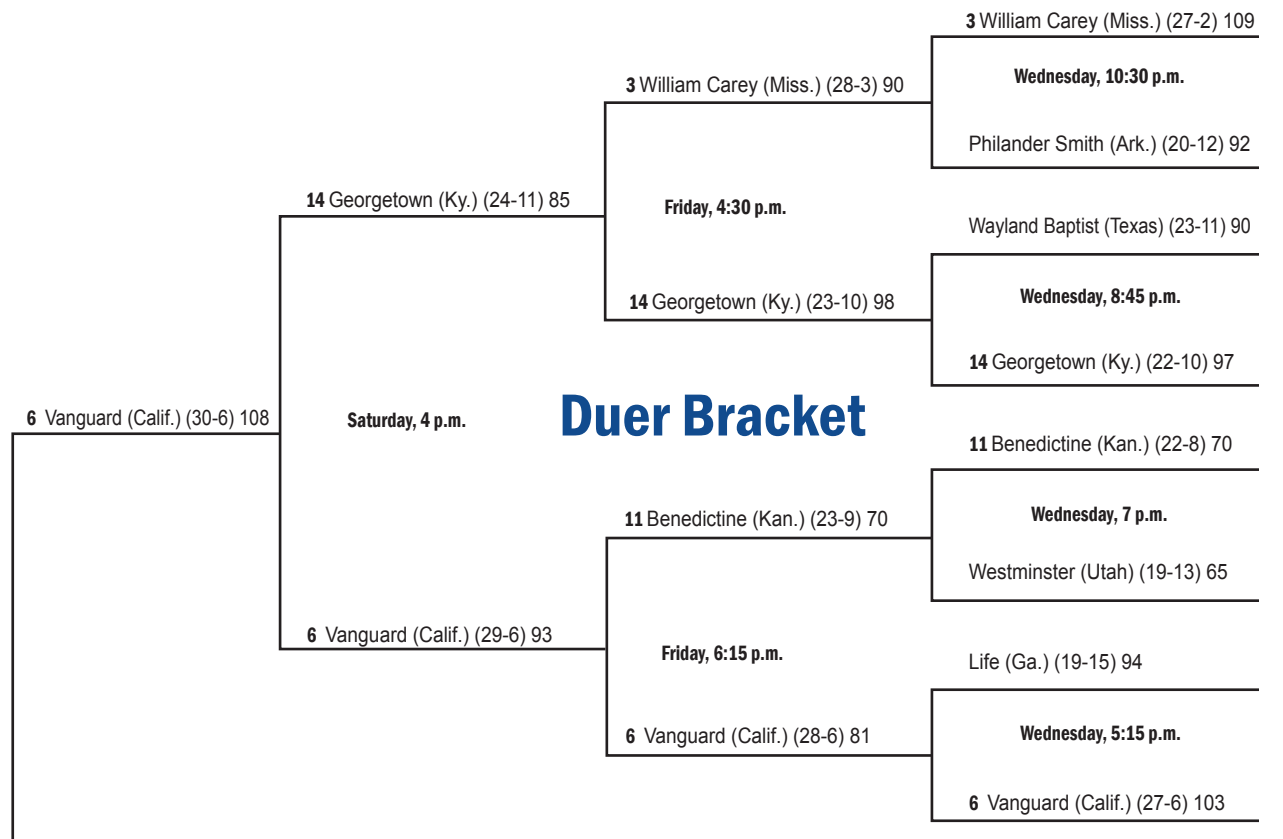 3 William Carey (Miss.) (27-2) 109
Wednesday, 10:30 p.m.
3 William Carey (Miss.) (28-3) 90
Philander Smith (Ark.) (20-12) 92
14 Georgetown (Ky.) (24-11) 85
Friday, 4:30 p.m.
Wayland Baptist (Texas) (23-11) 90
Wednesday, 8:45 p.m.
14 Georgetown (Ky.) (23-10) 98
14 Georgetown (Ky.) (22-10) 97
6 Vanguard (Calif.) (30-6) 108
Saturday, 4 p.m.
Duer Bracket
11 Benedictine (Kan.) (22-8) 70
Wednesday, 7 p.m.
11 Benedictine (Kan.) (23-9) 70
Westminster (Utah) (19-13) 65
6 Vanguard (Calif.) (29-6) 93
Friday, 6:15 p.m.
Life (Ga.) (19-15) 94
Wednesday, 5:15 p.m.
6 Vanguard (Calif.) (28-6) 81
6 Vanguard (Calif.) (27-6) 103